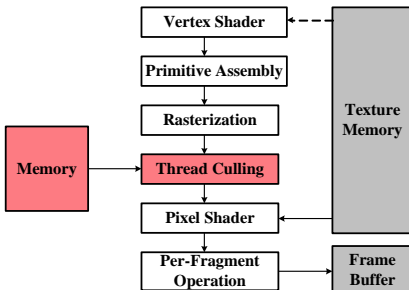 Vertex Shader
Primitive Assembly
Rasterization
Texture
Memory
Memory
Thread Culling
Pixel Shader
Per-Fragment
Operation
Frame
Buffer